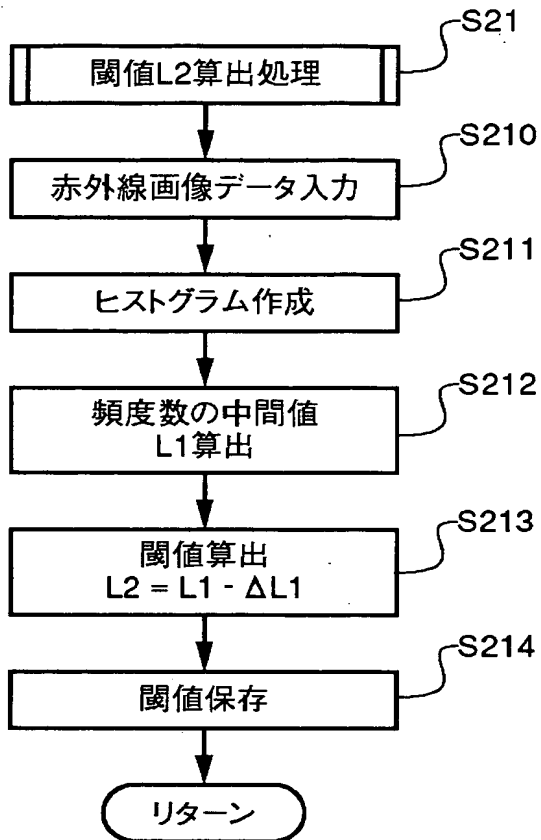 S21
閾値L2算出処理
S210
赤外線画像データ入力
S211
ヒストグラム作成
S212
頻度数の中間値
L1算出
S213
閾値算出
L2 = L1 - ΔL1
S214
閾値保存
リターン